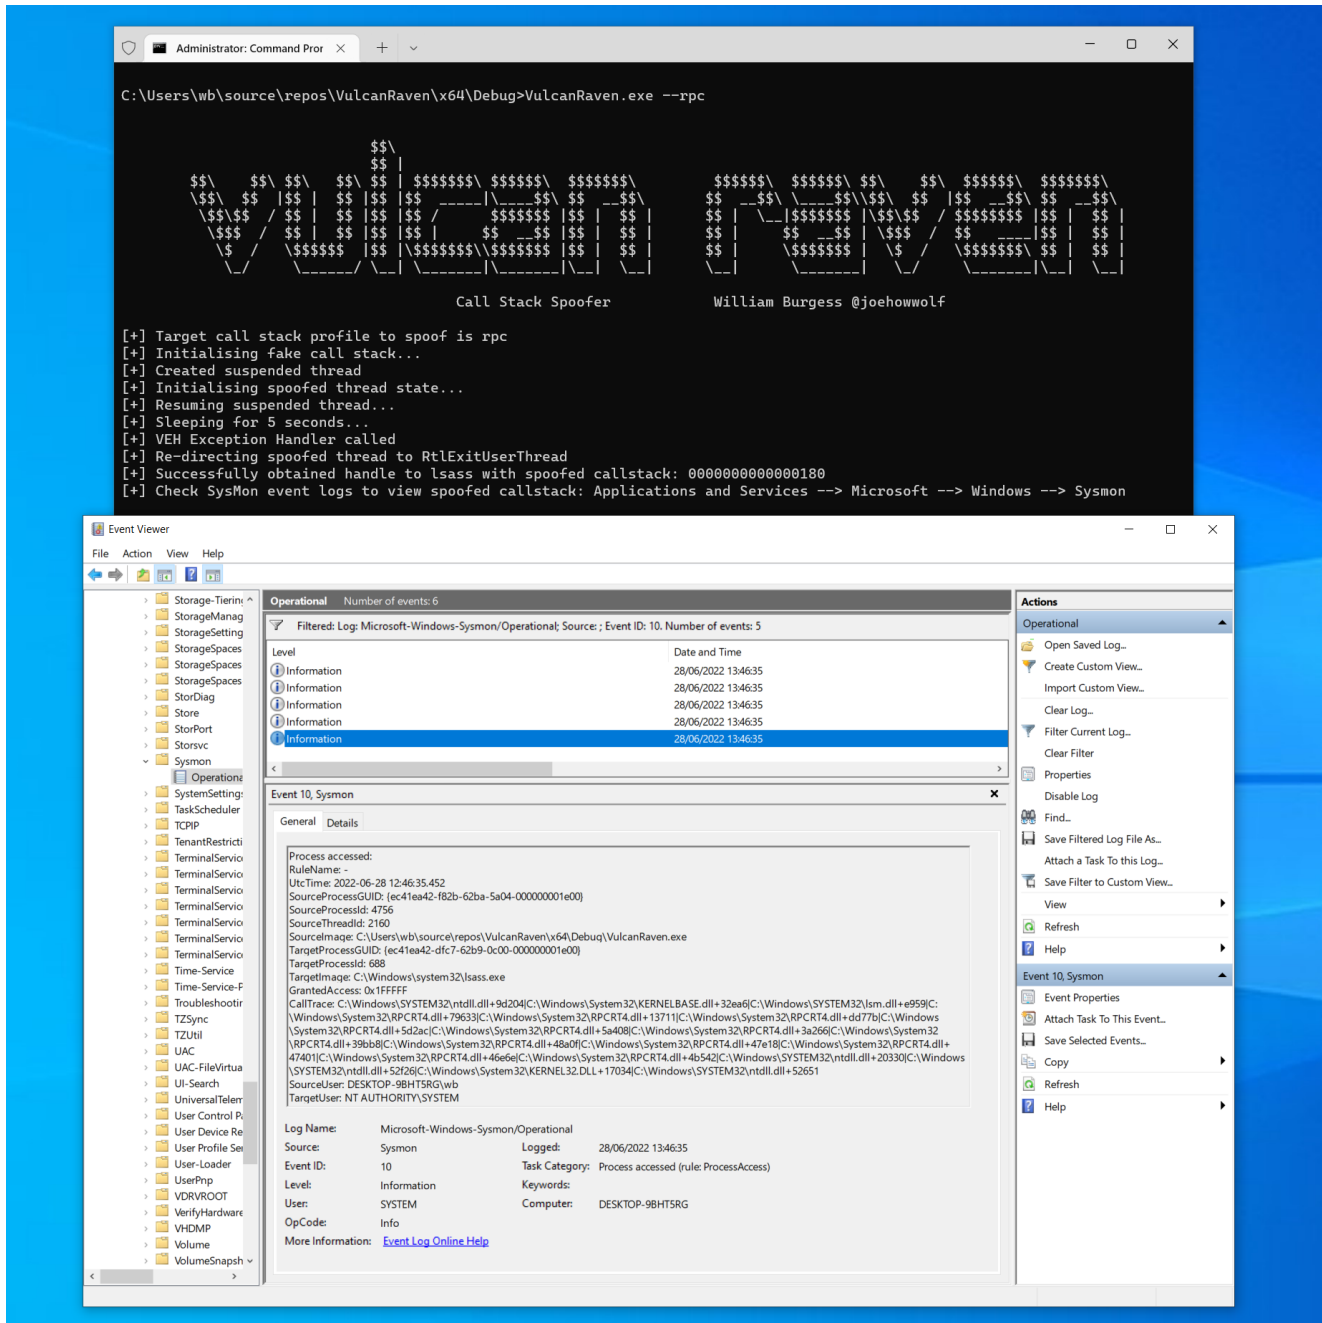 Administrator: Command Pror
C:\Users\wb\source\repos\VulcanRaven\x64\Debug>VulcanRaven.exe --rpc
vulcan raven
Call Stack Spoofer William Burgess @joehowwolf
[+] Target call stack profile to spoof is rpc
[+] Initialising fake call stack...
[+] Created suspended thread
[+] Initialising spoofed thread state...
[+] Resuming suspended thread...
[+] Sleeping for 5 seconds...
[+] VEH Exception Handler called
[+] Re-directing spoofed thread to RtlExitUserThread
[+] Successfully obtained handle to lsass with spoofed callstack: 0000000000000180
[+] Check SysMon event logs to view spoofed callstack: Applications and Services --> Microsoft --> Windows --> Sysmon
Event Viewer
File Action View Help
Storage-Tiering
StorageManag
StorageSetting
StorageSpaces
StorageSpaces
StorageSpaces
StorDiag
Store
StorPort
Storsvc
Sysmon
Operationa
SystemSetting:
TaskScheduler
TCPIP
TenantRestricti
TerminalService
TerminalService
TerminalService
TerminalService
TerminalService
TerminalService
TerminalService
Time-Service
Time-Service-P
Troubleshootir
TZSync
TZUtil
UAC
UAC-FileVirtua
UI-Search
UniversalTelem
User Control Pa
User Device Re
User Profile Ser
User-Loader
UserPnp
VDRVROOT
VerifyHardware
VHDMP
Volume
VolumeSnapsh
Operational Number of events: 6
Filtered: Log: Microsoft-Windows-Sysmon/Operational; Source: ; Event ID: 10. Number of events: 5
Level Date and Time
Information 28/06/2022 13:46:35
Information 28/06/2022 13:46:35
Information 28/06/2022 13:46:35
Information 28/06/2022 13:46:35
Information 28/06/2022 13:46:35
Event 10, Sysmon
General Details
Process accessed:
RuleName: -
UtcTime: 2022-06-28 12:46:35.452
SourceProcessGUID: {ec41ea42-f82b-62ba-5a04-000000001e00}
SourceProcessId: 4756
SourceThreadId: 2160
SourceImage: C:\Users\wb\source\repos\VulcanRaven\x64\Debug\VulcanRaven.exe
TargetProcessGUID: {ec41ea42-dfc7-62b9-0c00-000000001e00}
TargetProcessId: 688
TargetImage: C:\Windows\system32\lsass.exe
GrantedAccess: 0x1FFFFF
CallTrace: C:\Windows\SYSTEM32\ntdll.dll+9d204|C:\Windows\System32\KERNELBASE.dll+32ea6|C:\Windows\SYSTEM32\lsm.dll+e959|C:
\Windows\System32\RPCRT4.dll+79633|C:\Windows\System32\RPCRT4.dll+13711|C:\Windows\System32\RPCRT4.dll+dd77b|C:\Windows
\System32\RPCRT4.dll+5d2ac|C:\Windows\System32\RPCRT4.dll+5a408|C:\Windows\System32\RPCRT4.dll+3a266|C:\Windows\System32
\RPCRT4.dll+39bb8|C:\Windows\System32\RPCRT4.dll+48a0f|C:\Windows\System32\RPCRT4.dll+47e18|C:\Windows\System32\RPCRT4.dll+
47401|C:\Windows\System32\RPCRT4.dll+46e6e|C:\Windows\System32\RPCRT4.dll+4b542|C:\Windows\SYSTEM32\ntdll.dll+20330|C:\Windows
\SYSTEM32\ntdll.dll+52f26|C:\Windows\System32\KERNEL32.DLL+17034|C:\Windows\SYSTEM32\ntdll.dll+52651
SourceUser: DESKTOP-9BHT5RG\wb
TargetUser: NT AUTHORITY\SYSTEM
Log Name: Microsoft-Windows-Sysmon/Operational
Source: Sysmon Logged: 28/06/2022 13:46:35
Event ID: 10 Task Category: Process accessed (rule: ProcessAccess)
Level: Information Keywords:
User: SYSTEM Computer: DESKTOP-9BHT5RG
OpCode: Info
More Information: Event Log Online Help
Actions
Operational
Open Saved Log...
Create Custom View...
Import Custom View...
Clear Log...
Filter Current Log...
Clear Filter
Properties
Disable Log
Find...
Save Filtered Log File As...
Attach a Task To this Log...
Save Filter to Custom View...
View
Refresh
Help
Event 10, Sysmon
Event Properties
Attach Task To This Event...
Save Selected Events...
Copy
Refresh
Help